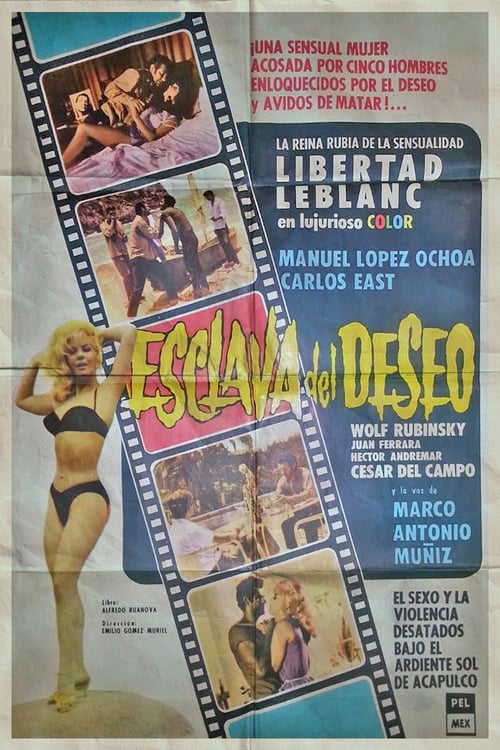 ¡UNA SENSUAL MUJER
ACOSADA POR CINCO HOMBRES
ENLOQUECIDOS POR EL DESEO
y AVIDOS DE MATAR!...
LA REINA RUBIA DE LA SENSUALIDAD
LIBERTAD
LEBLANC
en lujurioso COLOR
MANUEL LOPEZ OCHOA
CARLOS EAST
ESCLAVA del DESEO
WOLF RUBINSKY
JUAN FERRARA
HECTOR ANDREMAR
CESAR DEL CAMPO
y la voz de
MARCO
ANTONIO
MUÑIZ
Libro:
ALFREDO RUANOVA
Dirección:
EMILIO GOMEZ MURIEL
EL SEXO Y LA
VIOLENCIA
DESATADOS
BAJO EL
ARDIENTE SOL
DE ACAPULCO
PEL
MEX